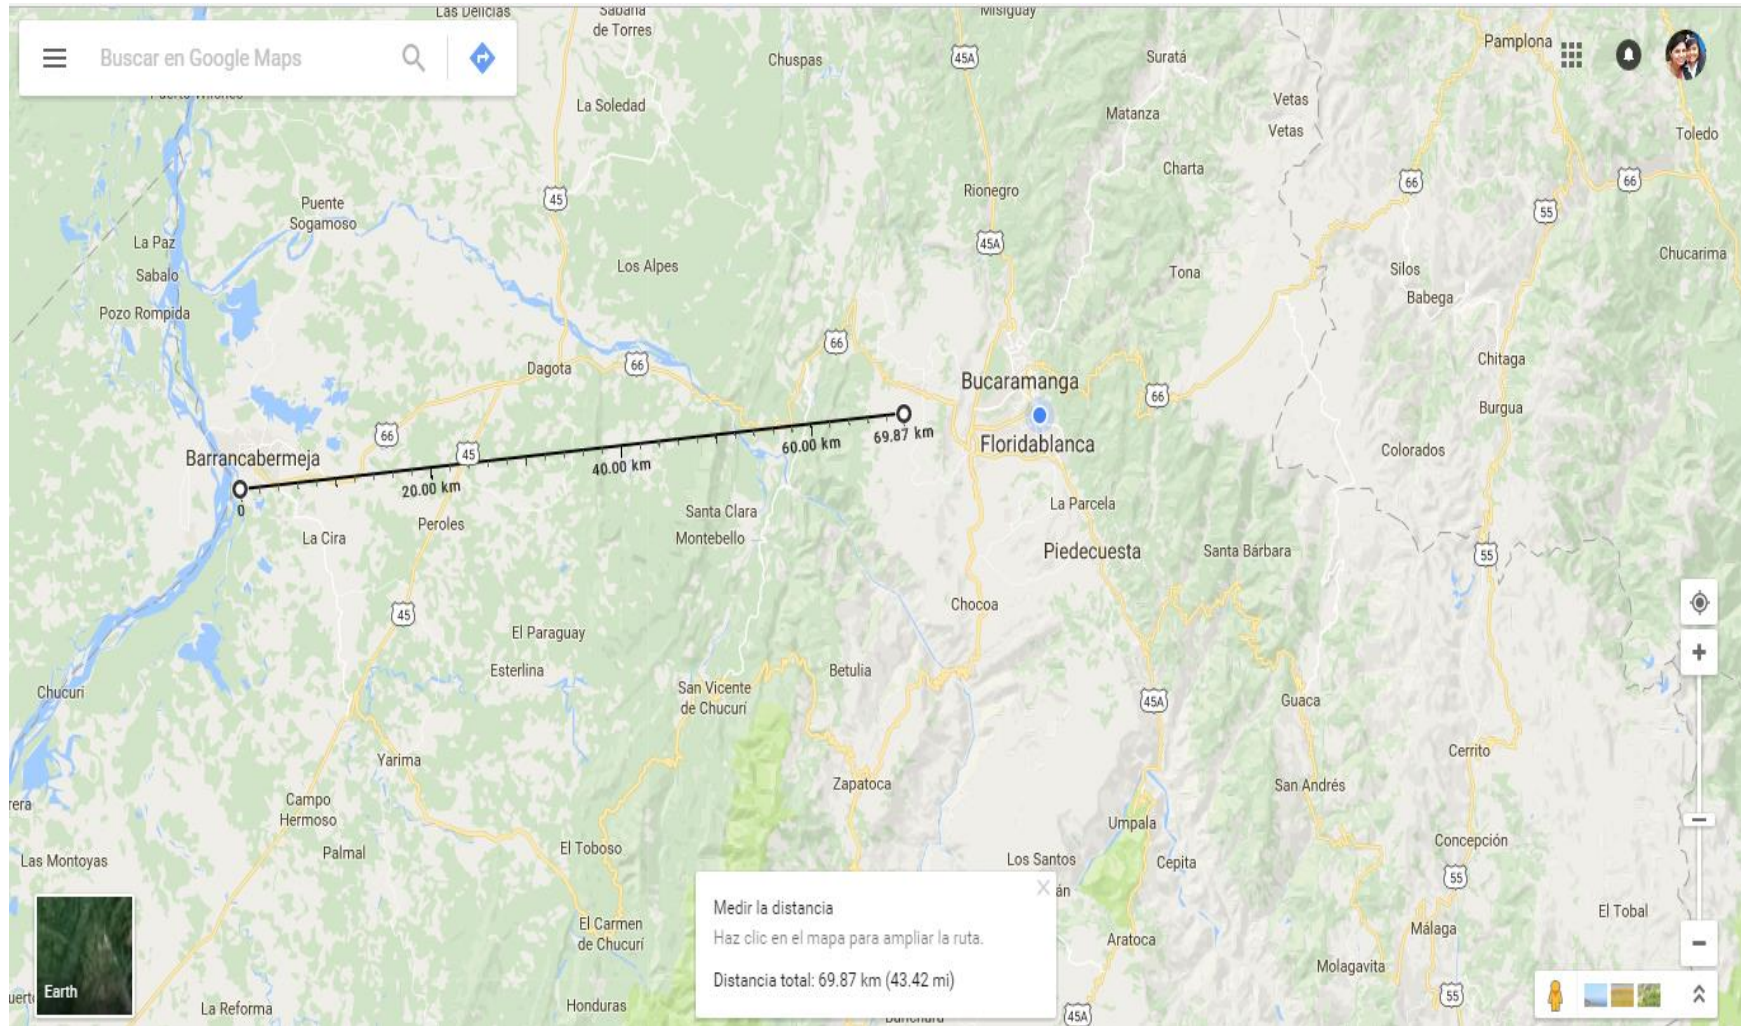 Las Delicias
Sabana
de Torres
Misiguay
Buscar en Google Maps
Chuspas
45A
Suratá
Pamplona
La Soledad
Vetas
Matanza
Vetas
Toledo
Charta
66
66
Rionegro
45
Puente
Sogamoso
55
La Paz
45A
Chucarima
Sabalo
Los Alpes
Tona
Silos
Babega
Pozo Rompida
66
Chitaga
Dagota
66
Bucaramanga
66
Burgua
66
69.87 km
60.00 km
Floridablanca
Colorados
Barrancabermeja
45
40.00 km
20.00 km
0
La Parcela
Santa Clara
Peroles
La Cira
Montebello
Piedecuesta
Santa Bárbara
55
Chocoa
45
El Paraguay
Esterlina
Betulia
Chucuri
San Vicente
de Chucurí
45A
Guaca
Cerrito
Yarima
Zapatoca
San Andrés
Campo
Hermoso
rera
Umpala
Concepción
Palmal
El Toboso
Las Montoyas
Los Santos
Cepita
55
án
Medir la distancia
Haz clic en el mapa para ampliar la ruta.
Distancia total: 69.87 km (43.42 mi)
El Tobal
El Carmen
de Chucurí
Málaga
Aratoca
Molagavita
Earth
55
La Reforma
Honduras
45A